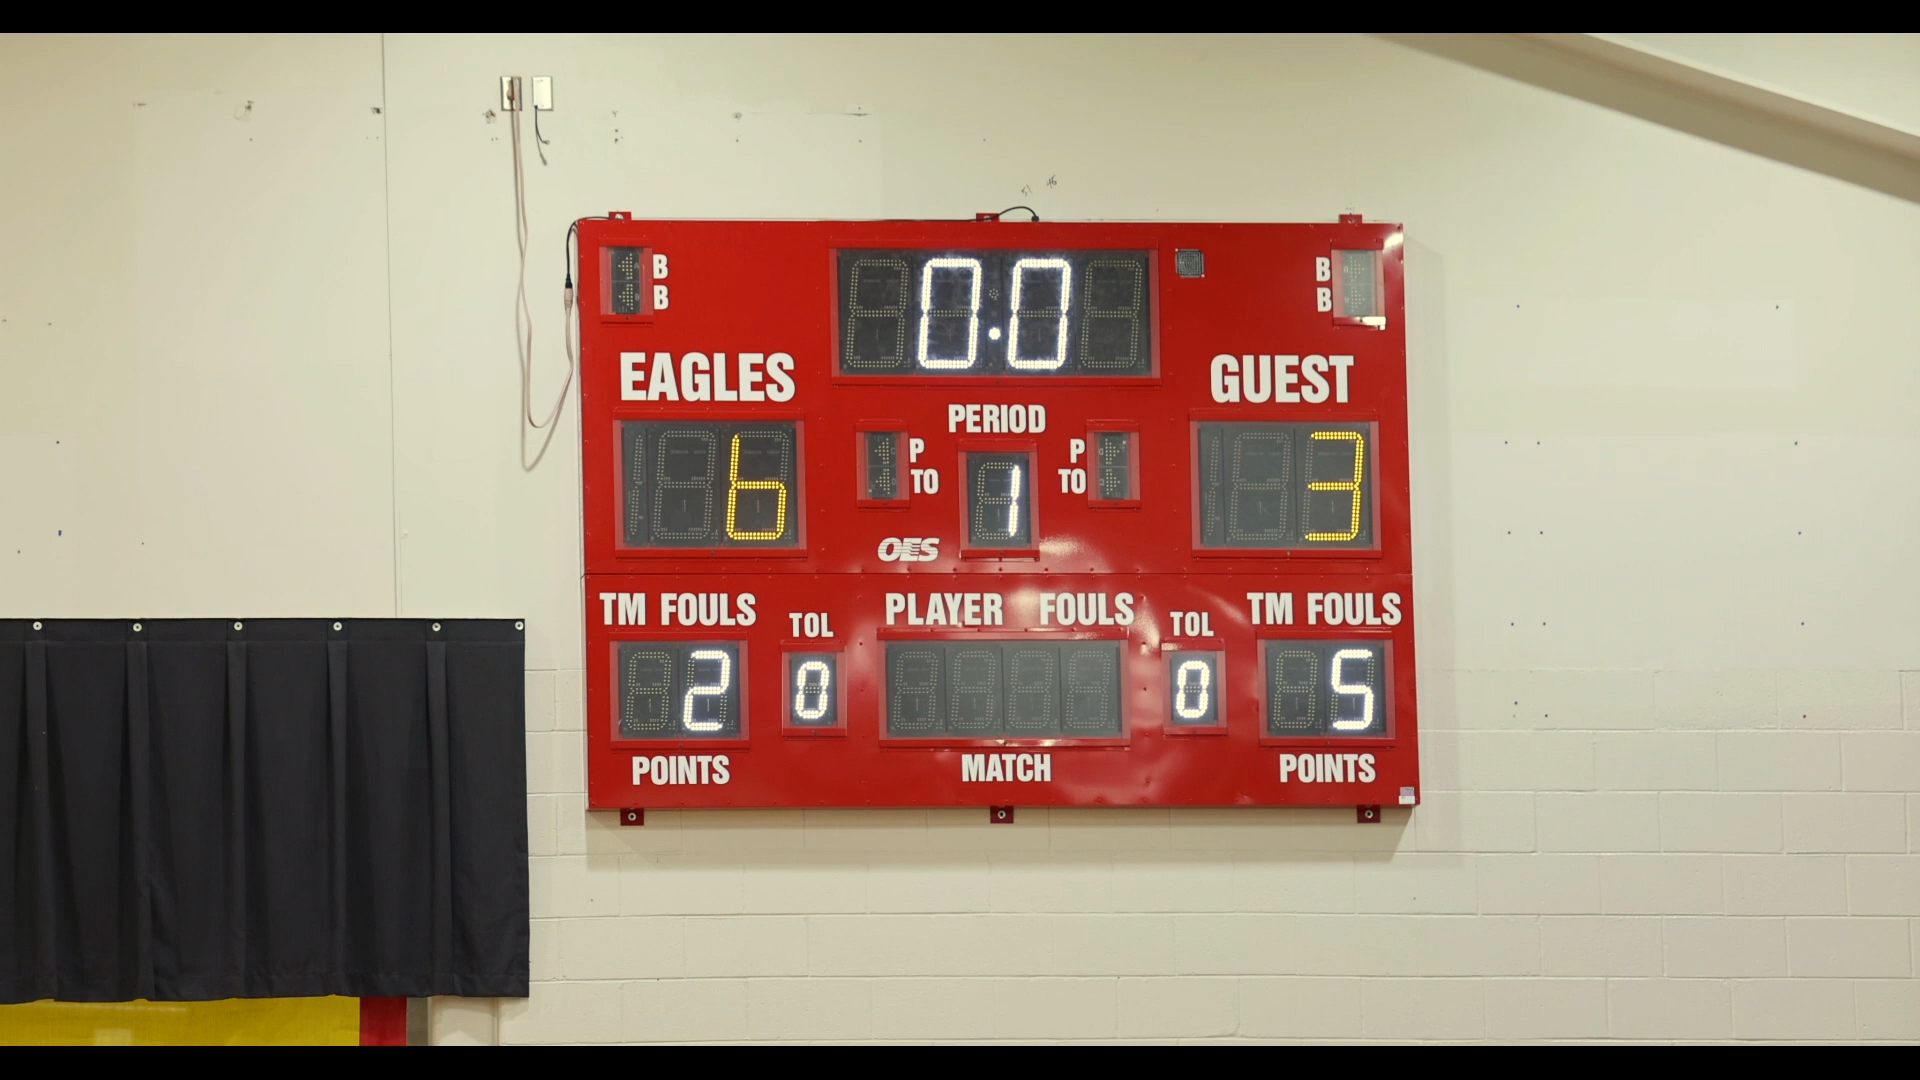 B
B
0.0
B
B
EAGLES
GUEST
PERIOD
6
P
TO
1
P
TO
3
OES
TM FOULS
TOL
PLAYER FOULS
TOL
TM FOULS
2
0
0
5
POINTS
MATCH
POINTS